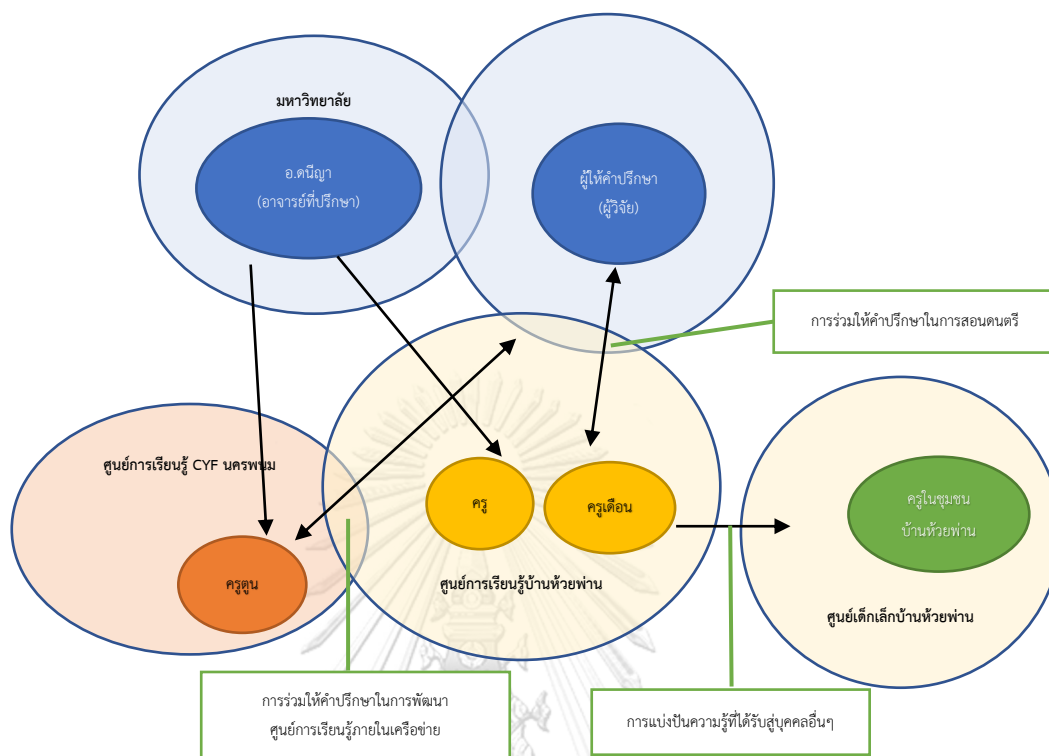 มหาวิทยาลัย
อ.ดนีญา
(อาจารย์ที่ปรึกษา)
ผู้ให้คำปรึกษา
(ผู้วิจัย)
การร่วมให้คำปรึกษาในการสอนดนตรี
ศูนย์การเรียนรู้ CYF นครพนม
ครูตูน
ครู
ครูเดือน
ศูนย์การเรียนรู้บ้านห้วยพ่าน
ครูในชุมชน
บ้านห้วยพ่าน
ศูนย์เด็กเล็กบ้านห้วยพ่าน
การร่วมให้คำปรึกษาในการพัฒนา
ศูนย์การเรียนรู้ภายในเครือข่าย
การแบ่งปันความรู้ที่ได้รับสู่บุคคลอื่นๆ